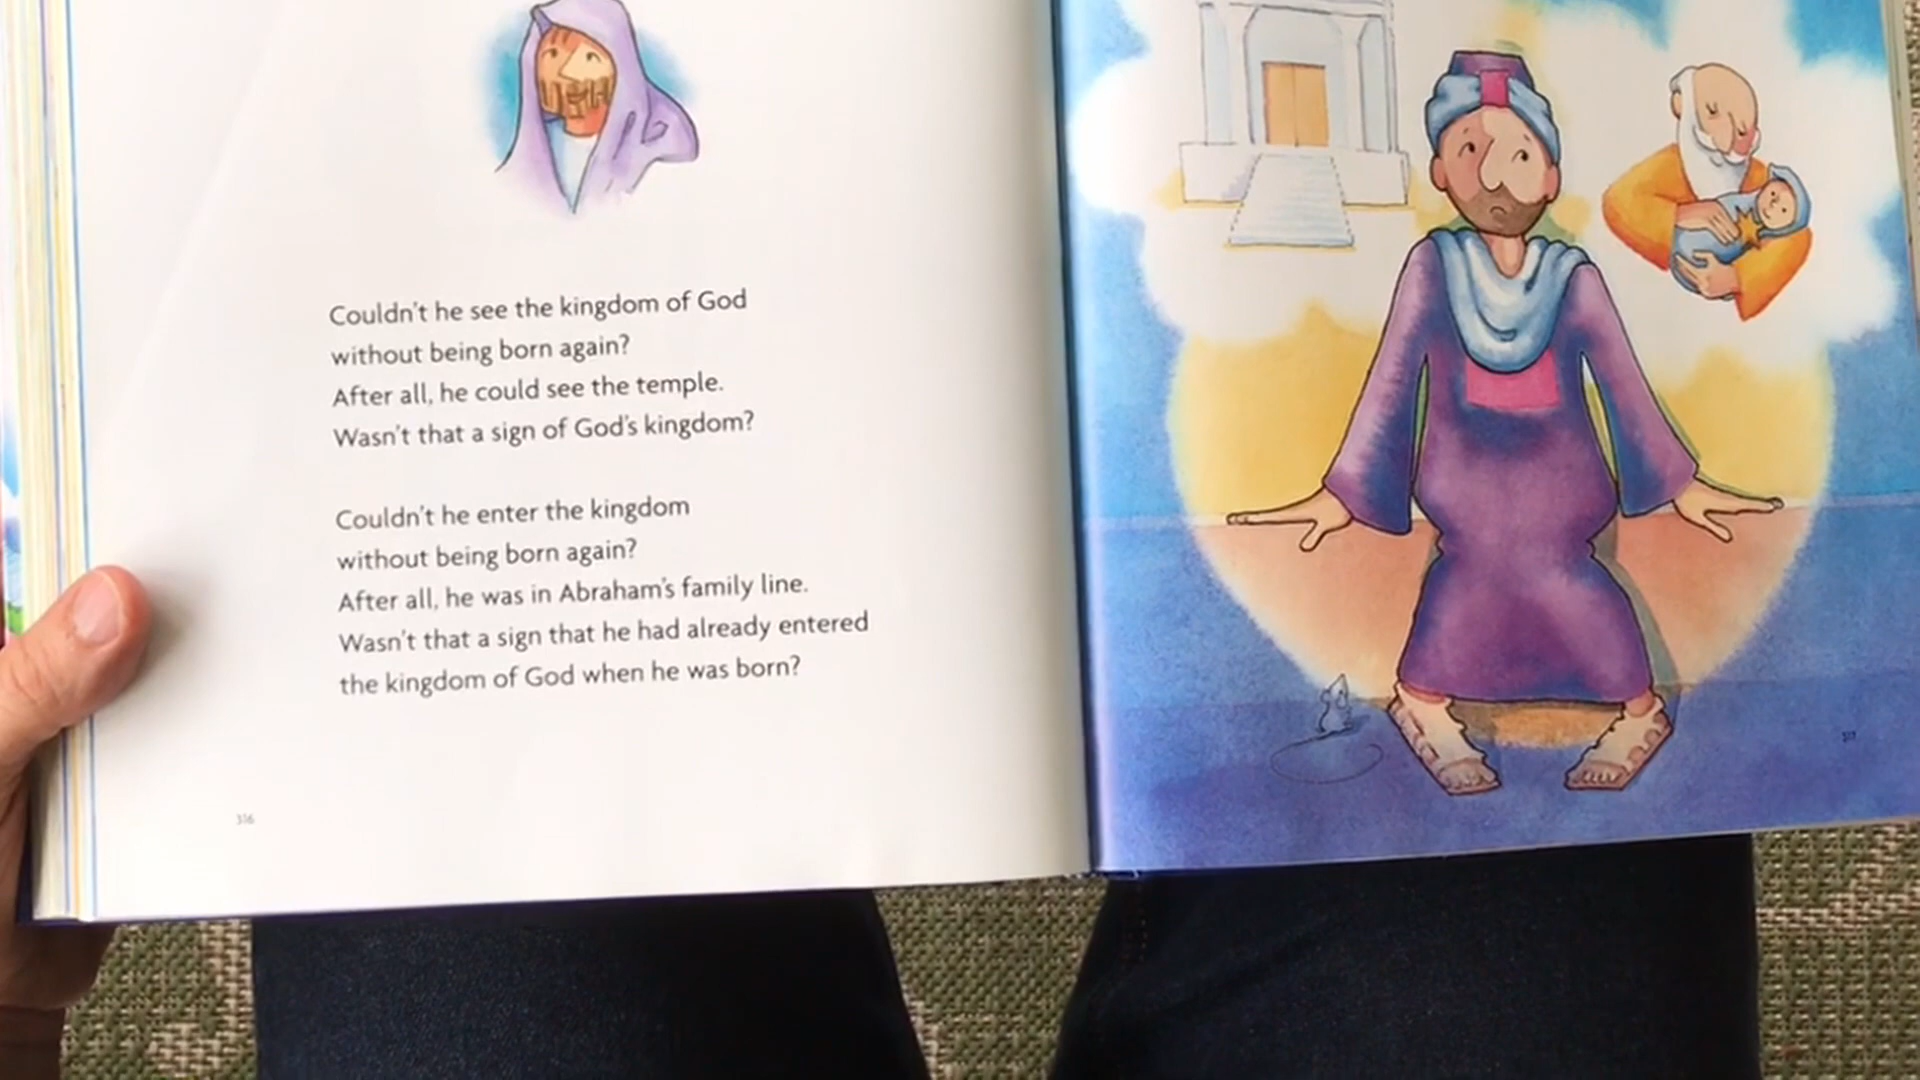 Couldn't he see the kingdom of God
without being born again?
After all, he could see the temple.
Wasn't that a sign of God's kingdom?
Couldn't he enter the kingdom
without being born again?
After all, he was in Abraham's family line.
Wasn't that a sign that he had already entered
the kingdom of God when he was born?
316
317